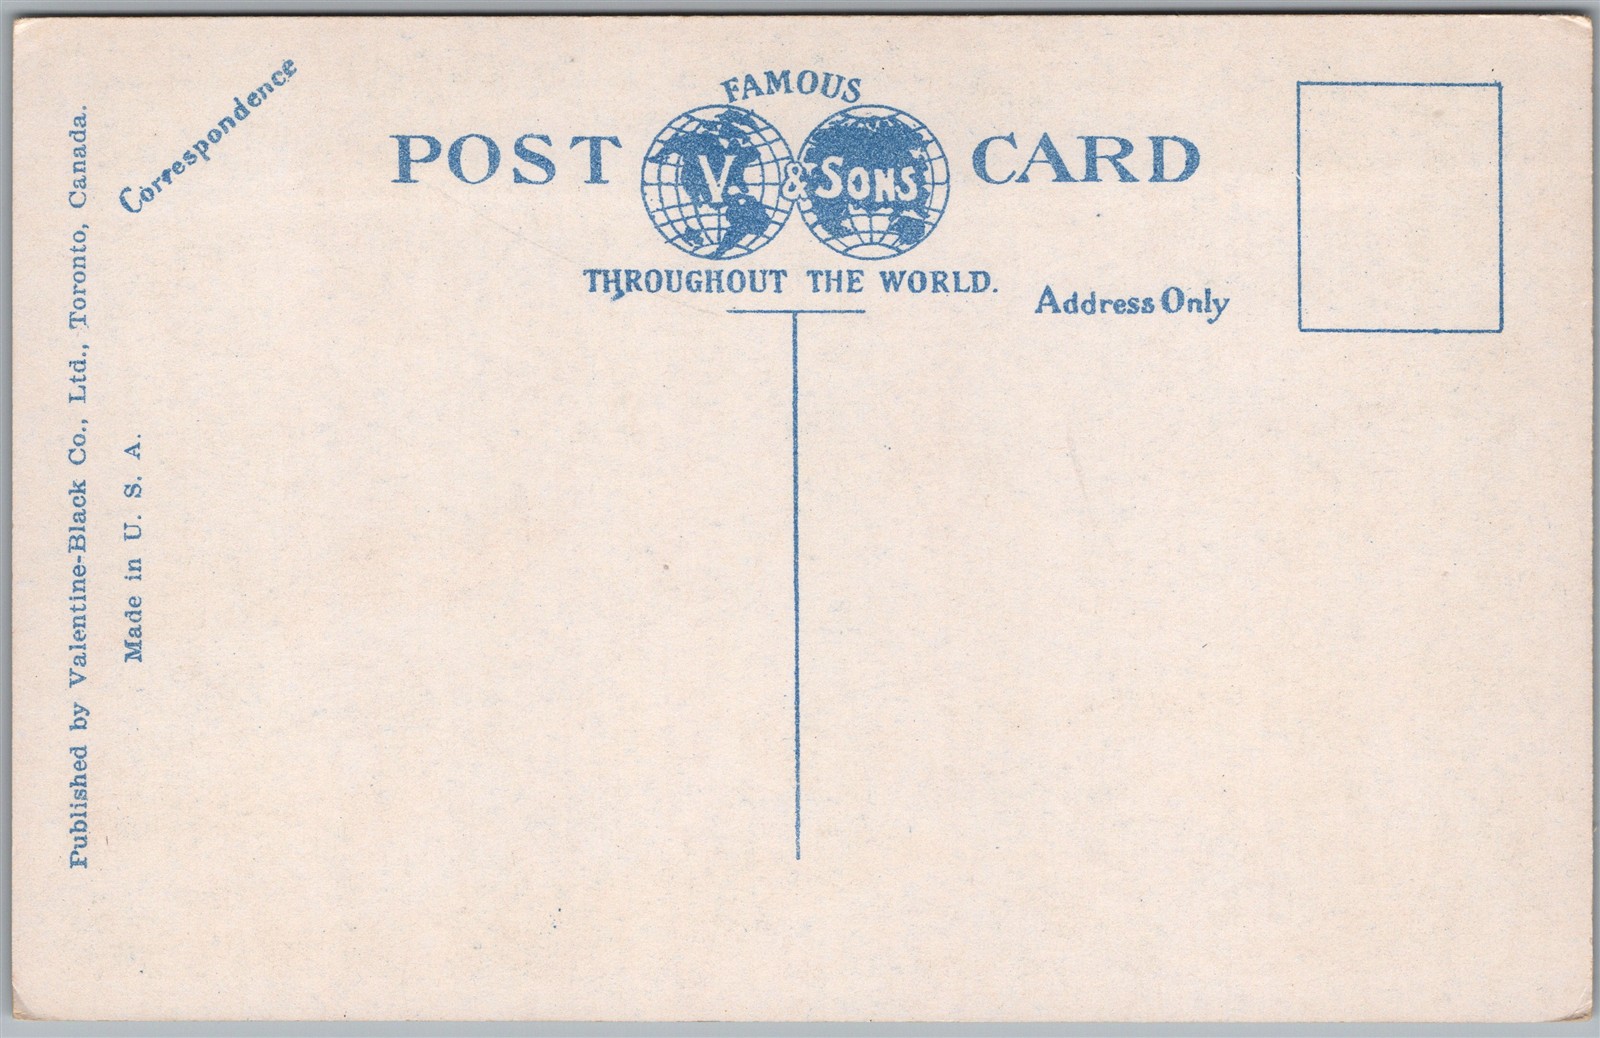 Published by Valentine-Black Co., Ltd., Toronto, Canada.
Made in U. S. A.
Correspondence
FAMOUS
POST V. & SONS CARD
THROUGHOUT THE WORLD.
Address Only